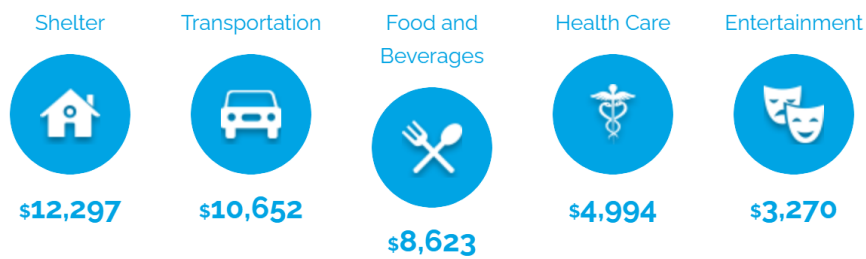 Shelter
$12,297
Transportation
$10,652
Food and
Beverages
$8,623
Health Care
$4,994
Entertainment
$3,270